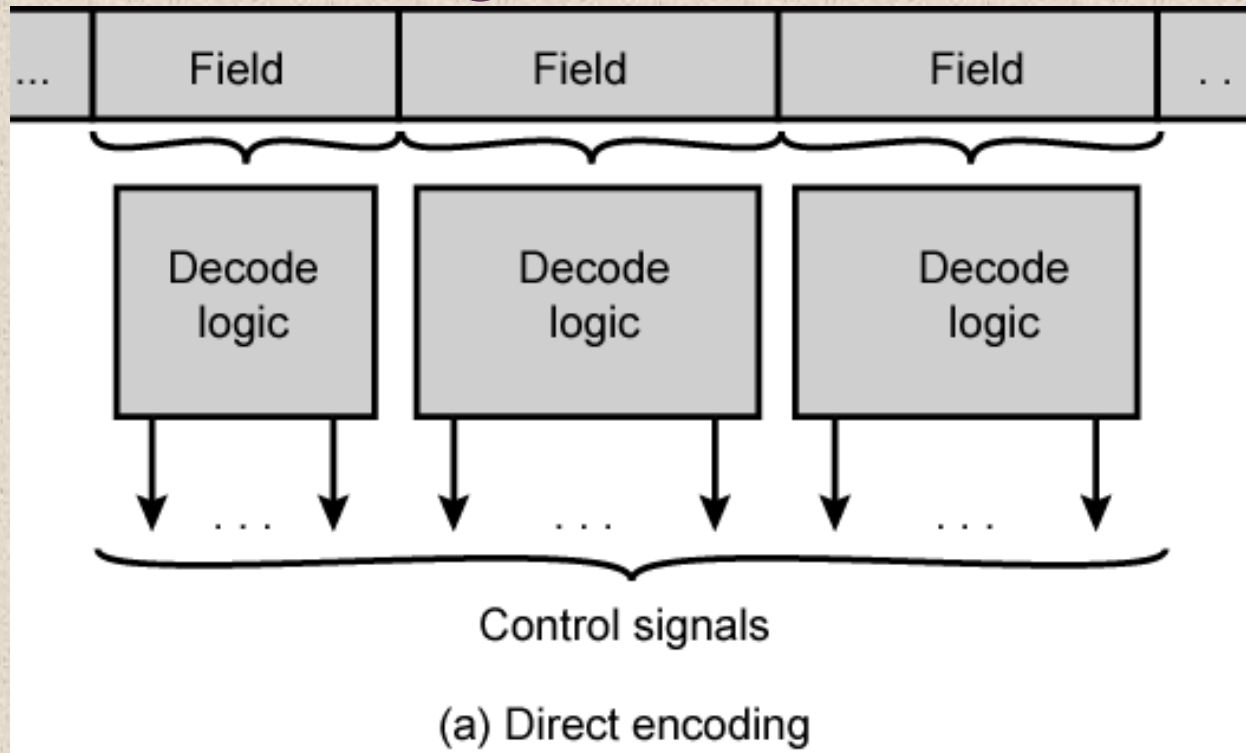 ... Field Field Field . .
Decode logic
Decode logic
Decode logic
. . . . . . . . .
Control signals
(a) Direct encoding